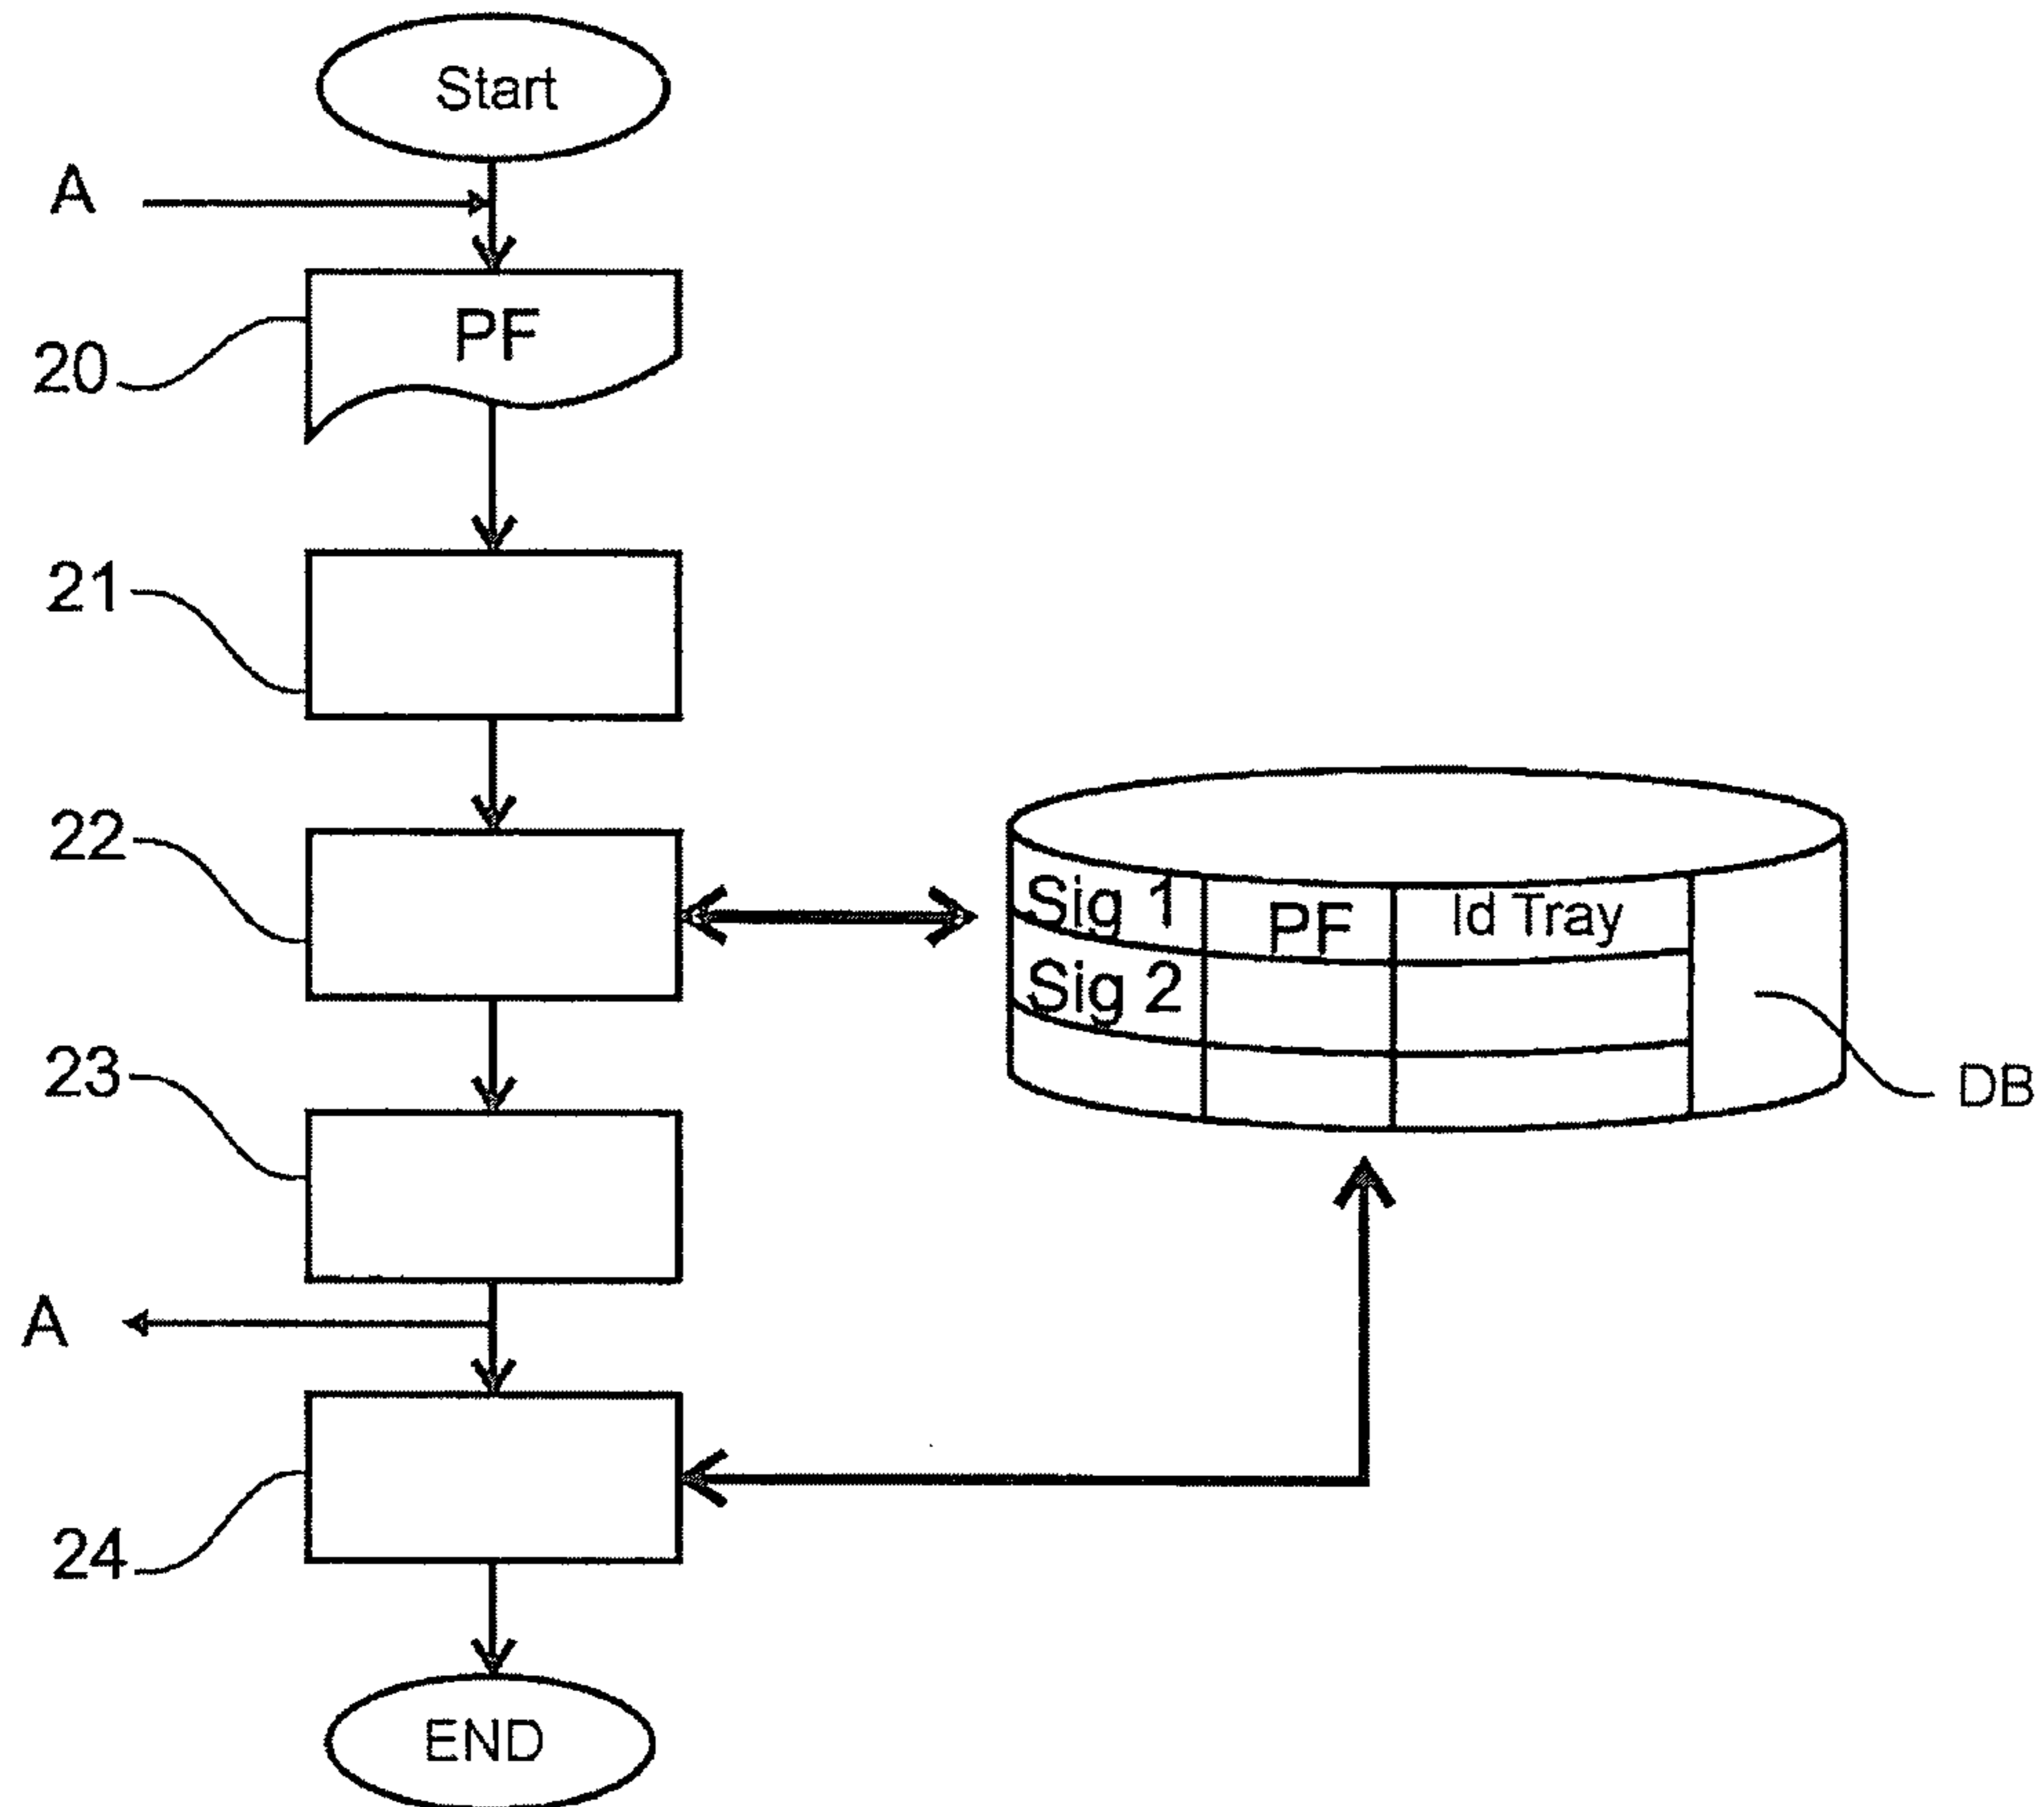 Start
A
PF
20
21
22
Sig 1
PF
Id Tray
Sig 2
23
DB
A
24
END